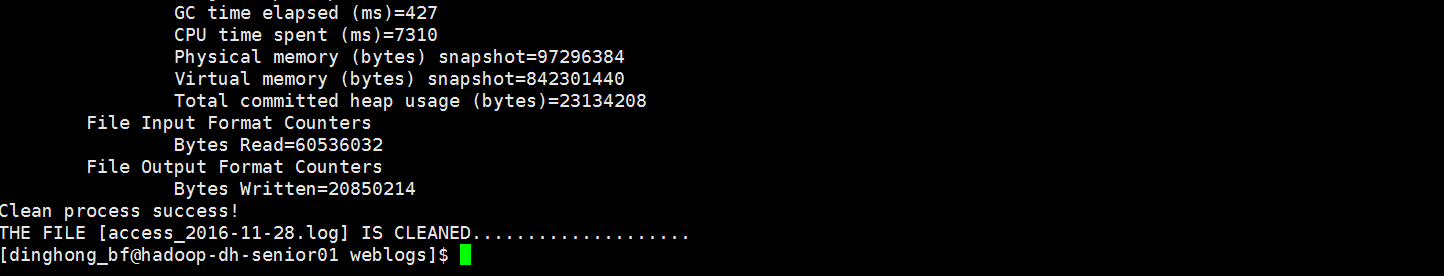 GC time elapsed (ms)=427
CPU time spent (ms)=7310
Physical memory (bytes) snapshot=97296384
Virtual memory (bytes) snapshot=842301440
Total committed heap usage (bytes)=23134208
File Input Format Counters
Bytes Read=60536032
File Output Format Counters
Bytes Written=20850214
Clean process success!
THE FILE [access_2016-11-28.log] IS CLEANED....................
[dinghong_bf@hadoop-dh-senior01 weblogs]$